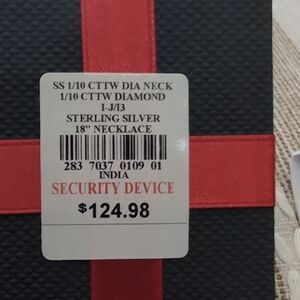 SS 1/10 CTTW DIA NECK
1/10 CTTW DIAMOND
I-J/I3
STERLING SILVER
18" NECKLACE
283 7037 0109 01
INDIA
SECURITY DEVICE
$124.98